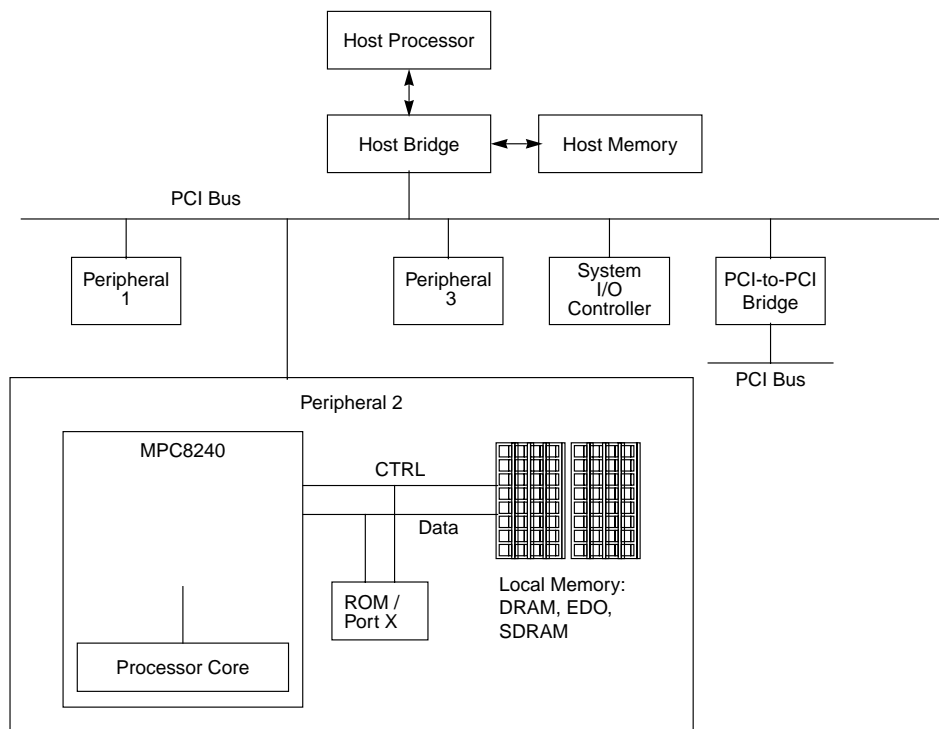 Host Processor
Host Bridge
Host Memory
PCI Bus
Peripheral
1
Peripheral
3
System
I/O
Controller
PCI-to-PCI
Bridge
PCI Bus
Peripheral 2
MPC8240
CTRL
Data
ROM /
Port X
Local Memory:
DRAM, EDO,
SDRAM
Processor Core